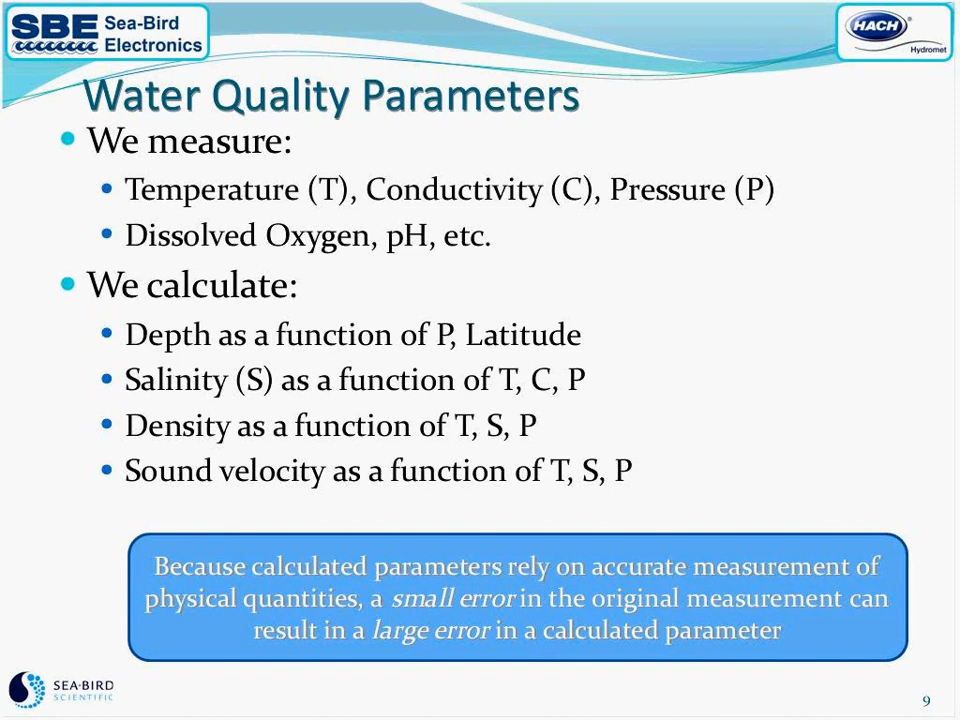 SBE Sea-Bird
Electronics
HACH®
Hydromet
Water Quality Parameters
• We measure:
• Temperature (T), Conductivity (C), Pressure (P)
• Dissolved Oxygen, pH, etc.
• We calculate:
• Depth as a function of P, Latitude
• Salinity (S) as a function of T, C, P
• Density as a function of T, S, P
• Sound velocity as a function of T, S, P
Because calculated parameters rely on accurate measurement of
physical quantities, a small error in the original measurement can
result in a large error in a calculated parameter
SEA·BIRD
SCIENTIFIC
9